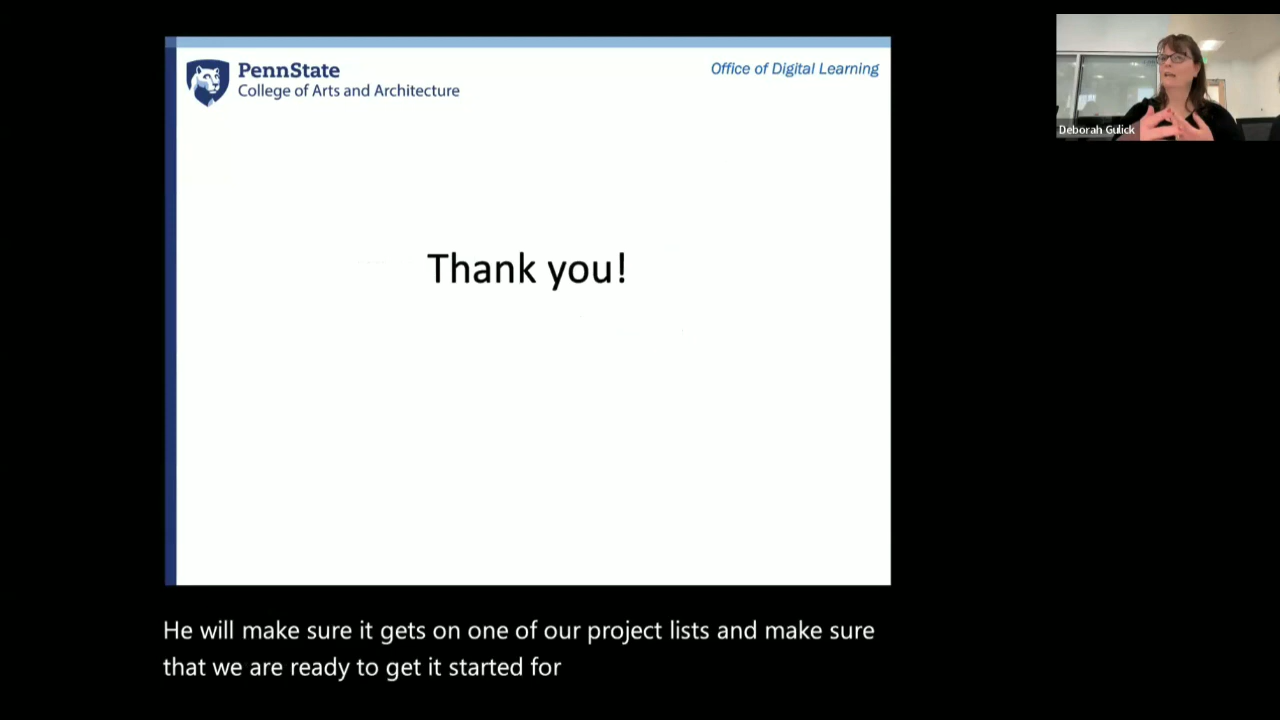 PennState
College of Arts and Architecture
Office of Digital Learning
Deborah Gulick
Thank you!
He will make sure it gets on one of our project lists and make sure
that we are ready to get it started for